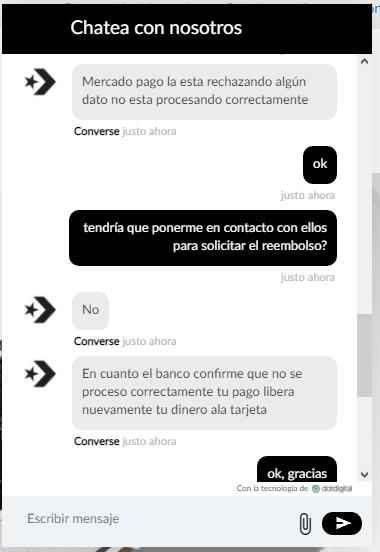 Chatea con nosotros
Mercado pago la esta rechazando algún
dato no esta procesando correctamente
Converse justo ahora
ok
justo ahora
tendría que ponerme en contacto con ellos
para solicitar el reembolso?
justo ahora
No
Converse justo ahora
En cuanto el banco confirme que no se
proceso correctamente tu pago libera
nuevamente tu dinero ala tarjeta
Converse justo ahora
ok, gracias
Con la tecnología de dotdigital
Escribir mensaje